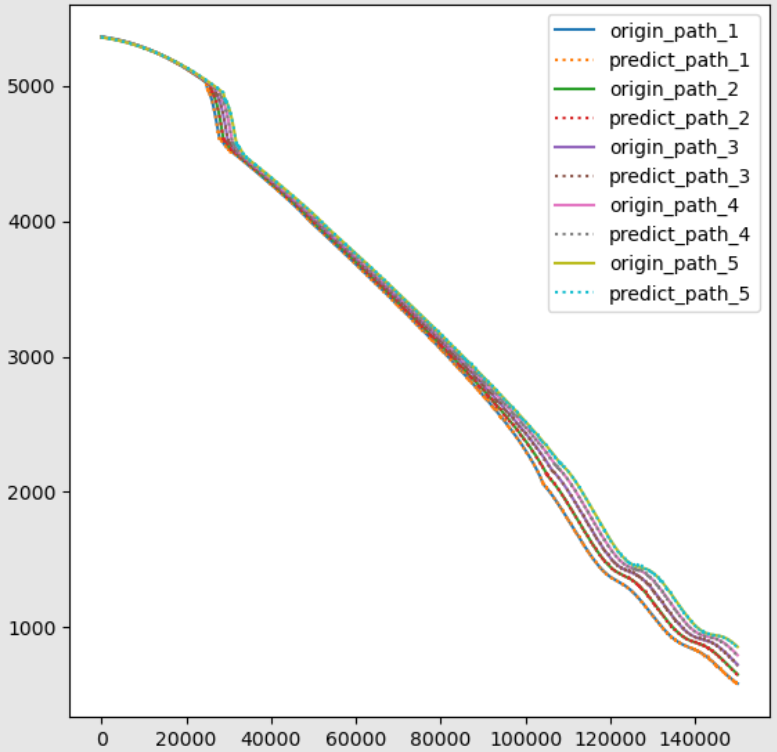 origin_path_1
predict_path_1
origin_path_2
predict_path_2
origin_path_3
predict_path_3
origin_path_4
predict_path_4
origin_path_5
predict_path_5
5000
4000
3000
2000
1000
0 20000 40000 60000 80000 100000 120000 140000